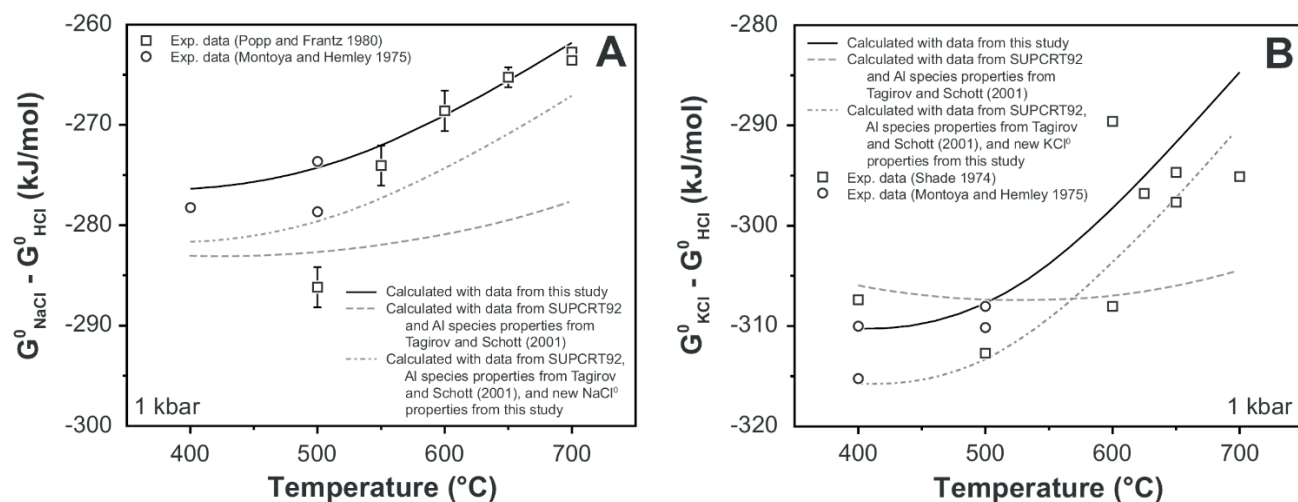 A
Exp. data (Popp and Frantz 1980)
Exp. data (Montoya and Hemley 1975)
Calculated with data from this study
Calculated with data from SUPCRT92
and Al species properties from
Tagirov and Schott (2001)
Calculated with data from SUPCRT92,
Al species properties from Tagirov
and Schott (2001), and new NaCl⁰
properties from this study
1 kbar
G⁰NaCl - G⁰HCl (kJ/mol)
-260
-270
-280
-290
-300
400 500 600 700
Temperature (°C)
B
Calculated with data from this study
Calculated with data from SUPCRT92
and Al species properties from
Tagirov and Schott (2001)
Calculated with data from SUPCRT92,
Al species properties from Tagirov
and Schott (2001), and new KCl⁰
properties from this study
Exp. data (Shade 1974)
Exp. data (Montoya and Hemley 1975)
1 kbar
G⁰KCl - G⁰HCl (kJ/mol)
-280
-290
-300
-310
-320
400 500 600 700
Temperature (°C)